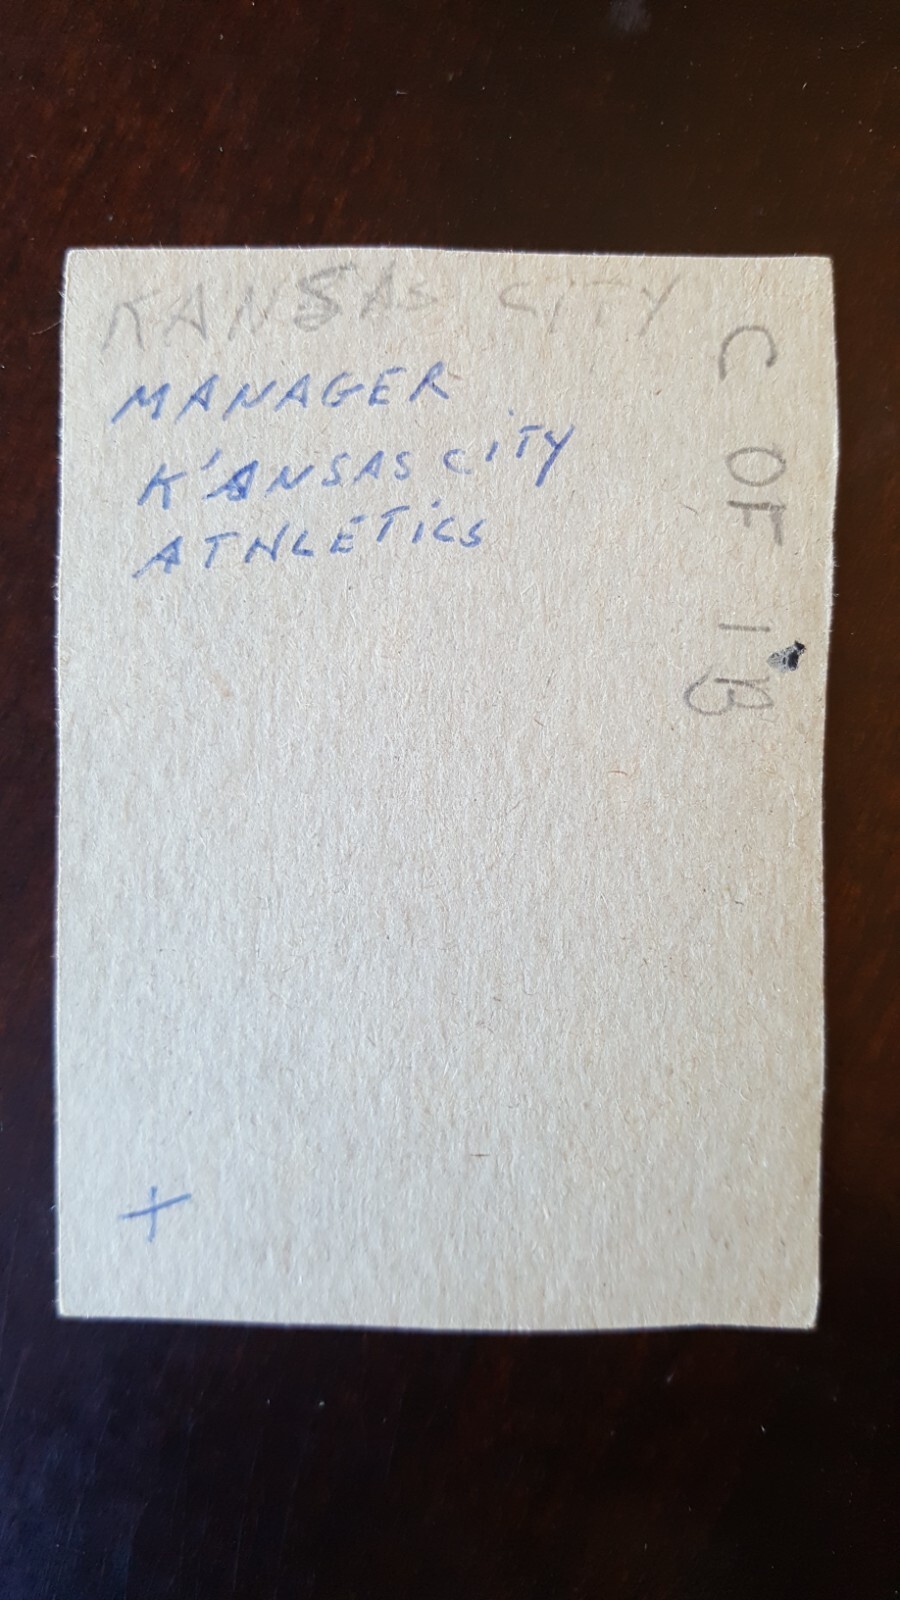 KANSAS CITY
MANAGER
K'ANSAS CITY
ATHLETICS
C OF 1B
+